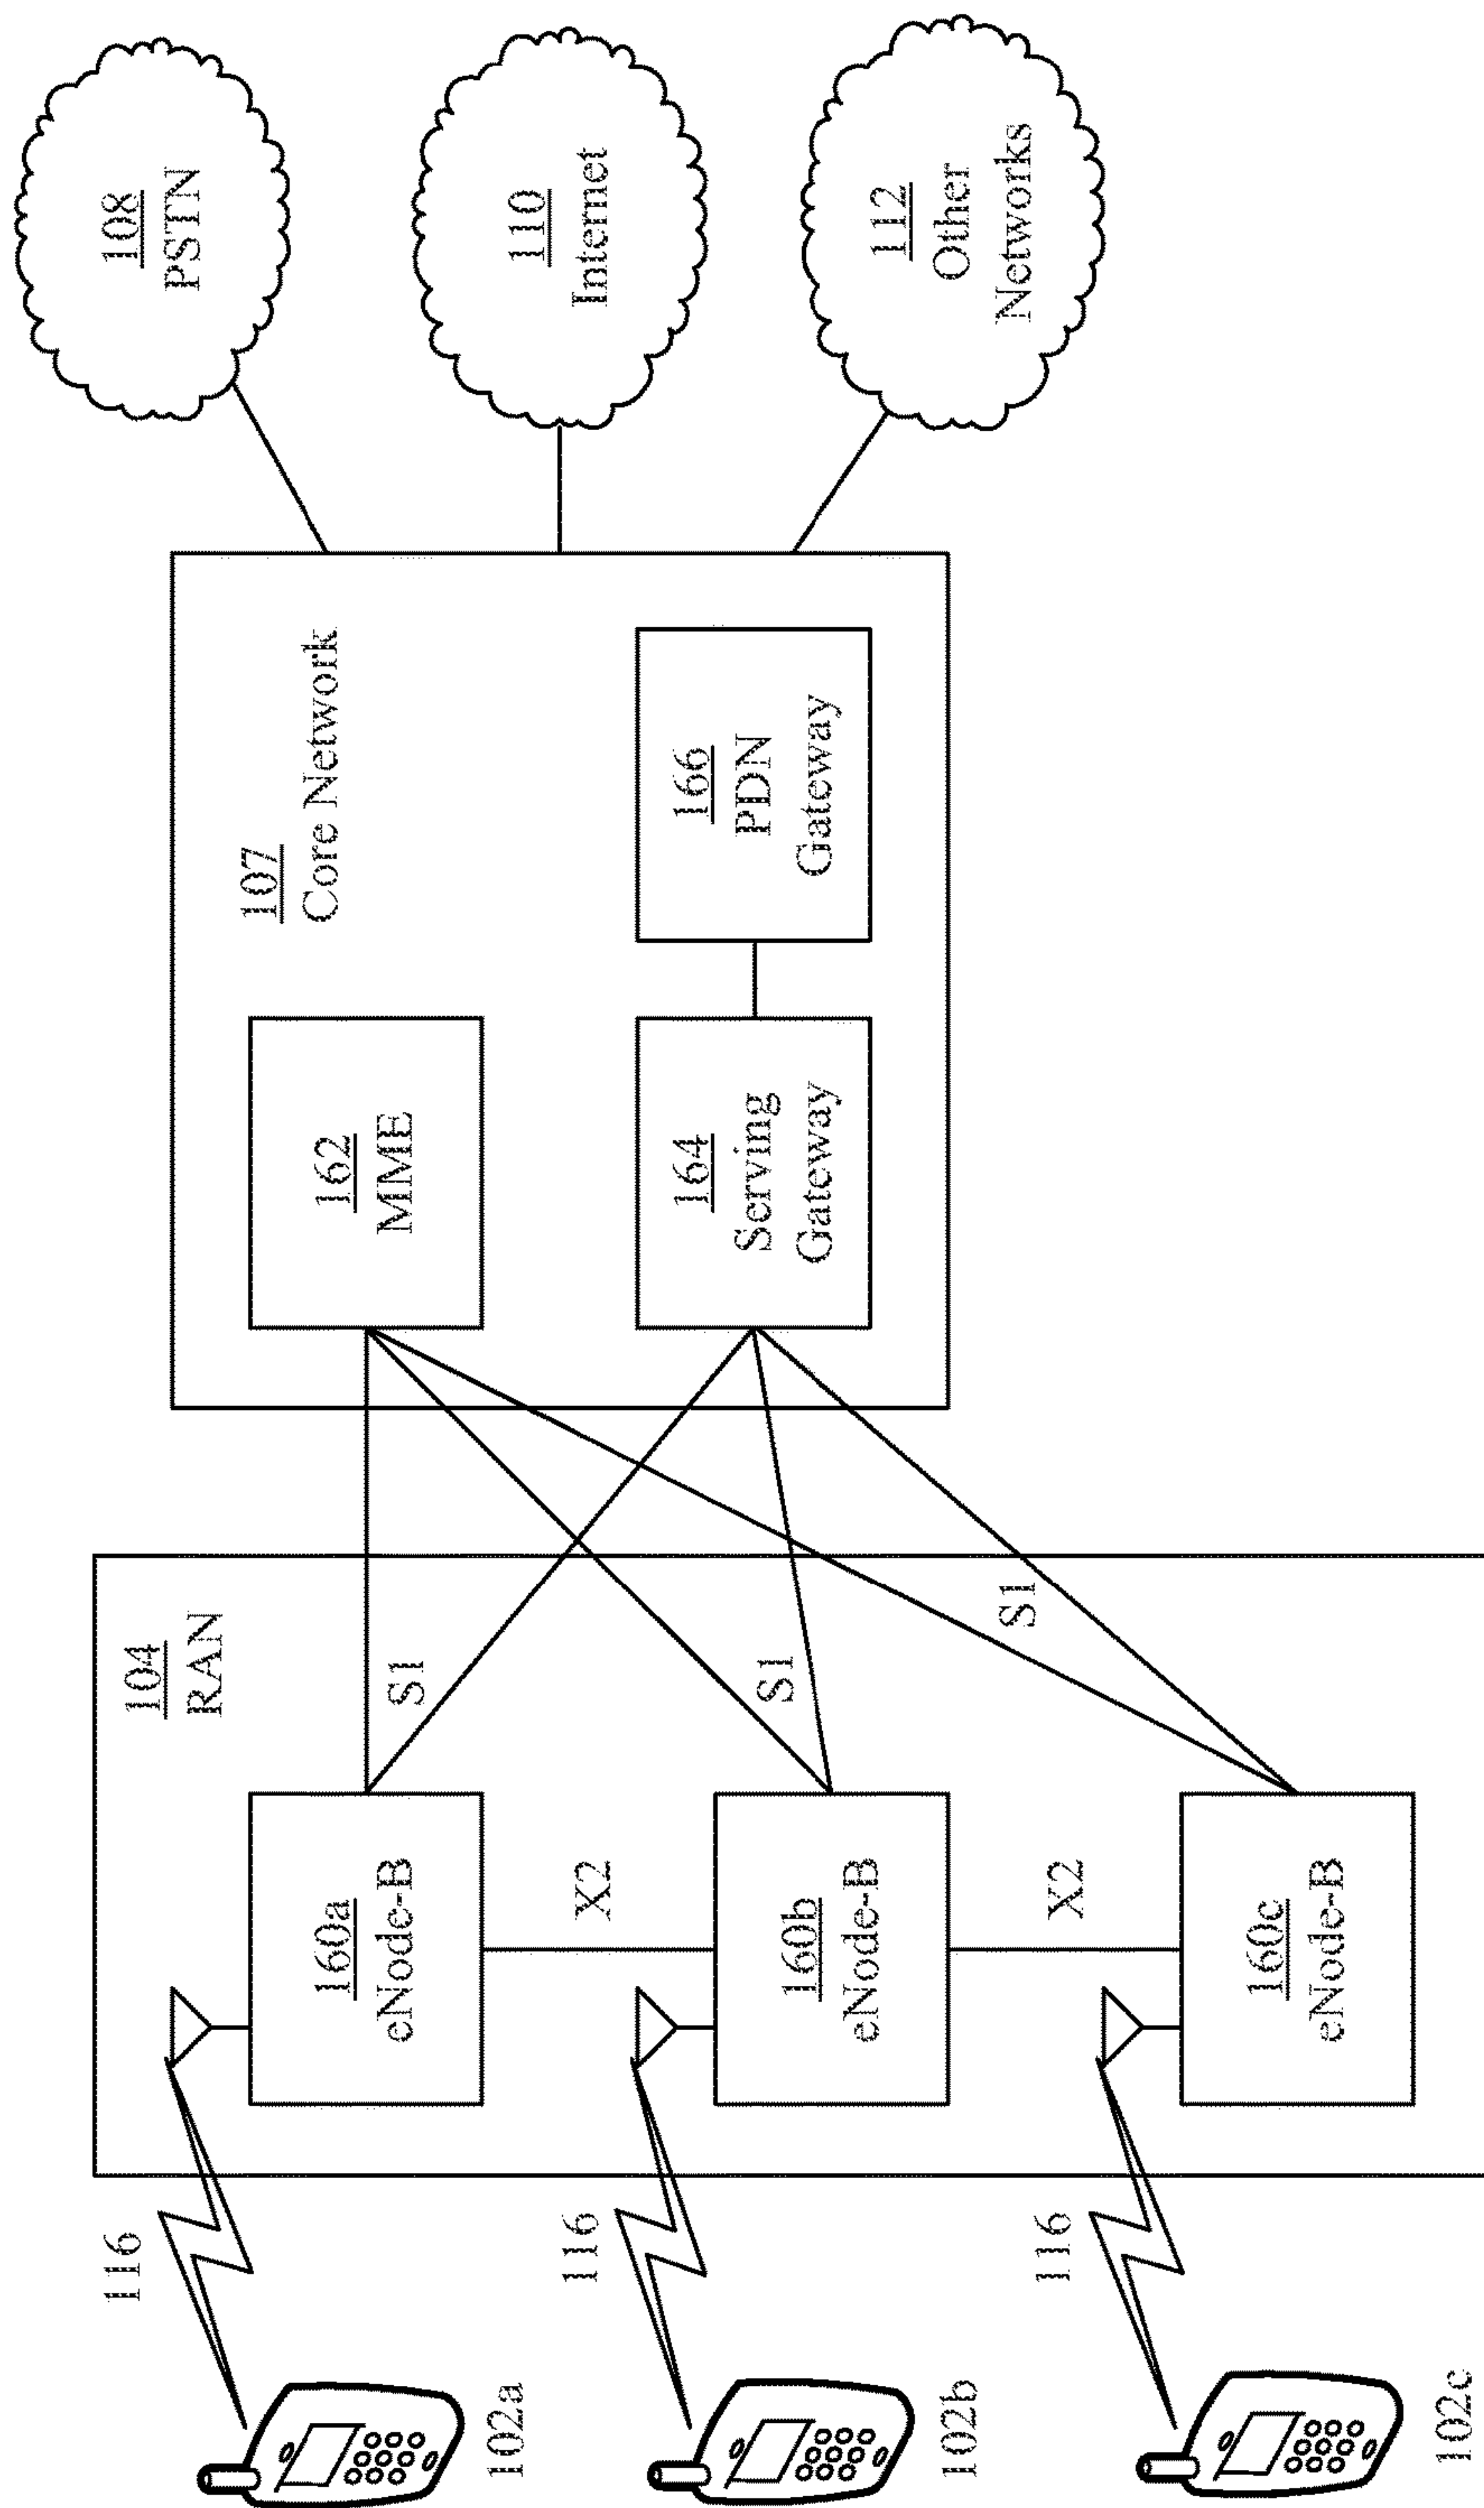 102a
102b
102c
116
116
116
104
RAN
160a
eNode-B
X2
160b
eNode-B
X2
160c
eNode-B
S1
S1
S1
107
Core Network
162
MME
164
Serving
Gateway
166
PDN
Gateway
108
PSTN
110
Internet
112
Other
Networks